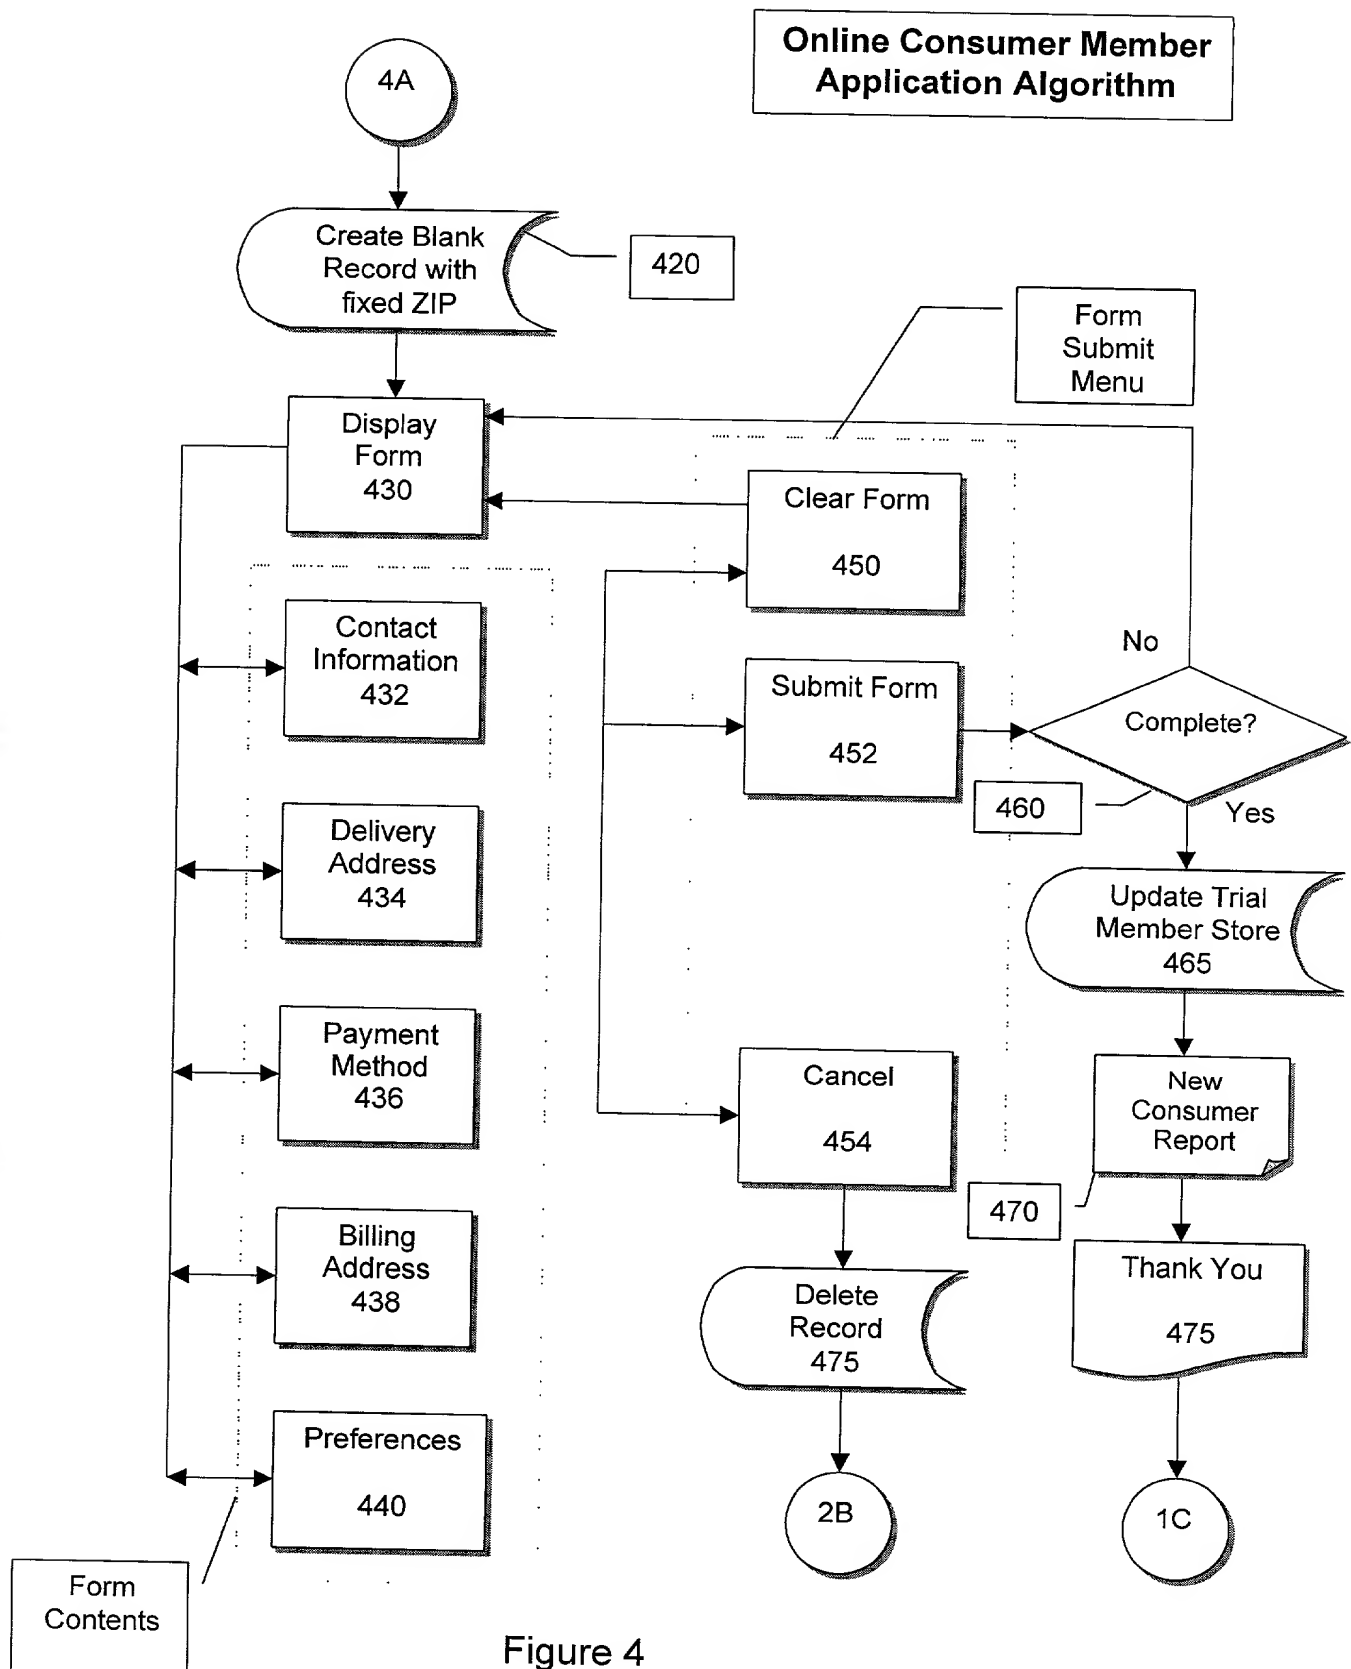 Online Consumer Member
Application Algorithm
4A
Create Blank
Record with
fixed ZIP
420
Form
Submit
Menu
Display
Form
430
Clear Form
450
Contact
Information
432
No
Submit Form
452
Complete?
460
Yes
Delivery
Address
434
Update Trial
Member Store
465
Payment
Method
436
Cancel
454
New
Consumer
Report
470
Billing
Address
438
Delete
Record
475
Thank You
475
Preferences
440
2B
1C
Form
Contents
Figure 4